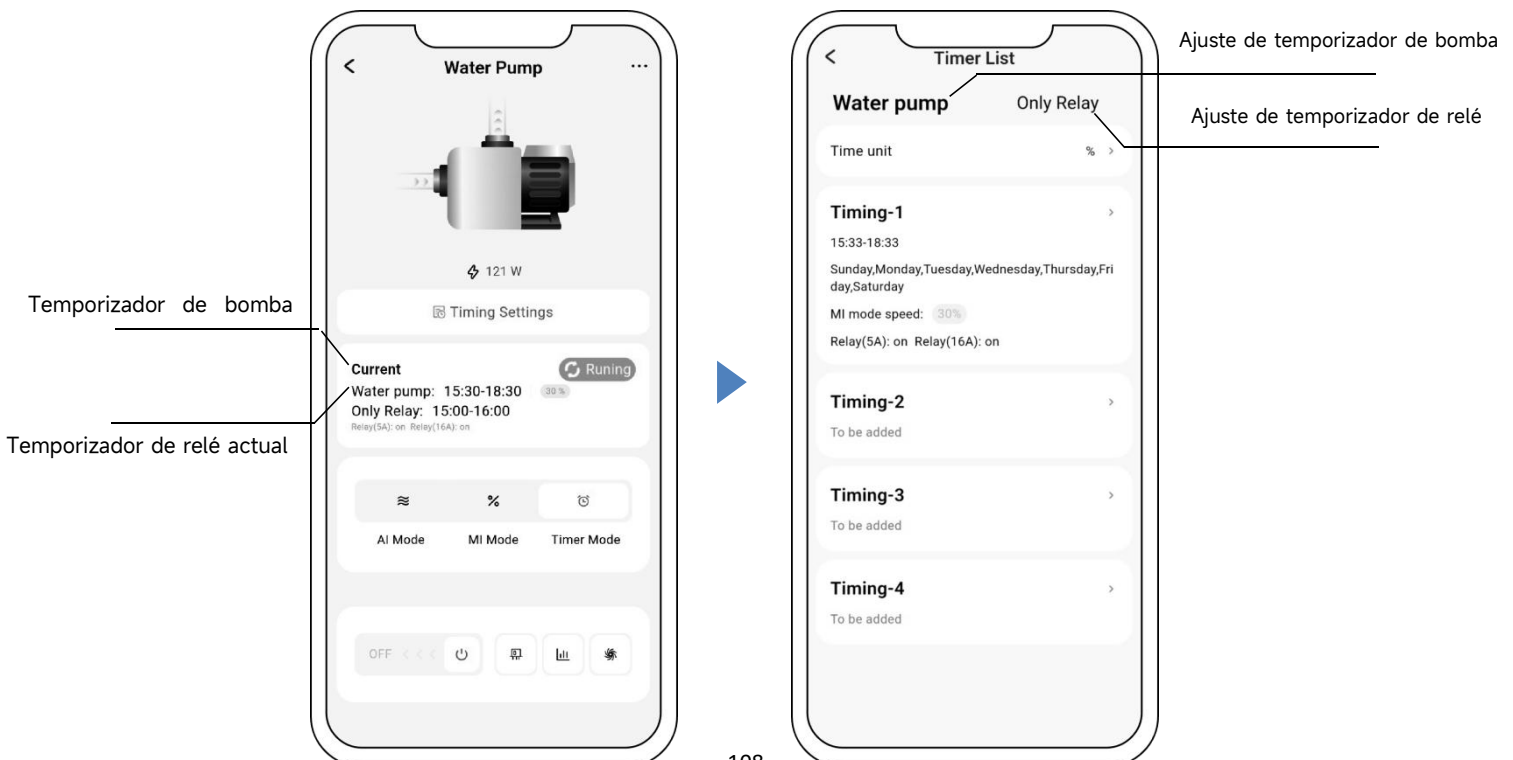 Water Pump
121 W
Timing Settings
Temporizador de bomba
Current
Runing
Water pump: 15:30-18:30 30 %
Only Relay: 15:00-16:00
Relay(5A): on Relay(16A): on
Temporizador de relé actual
AI Mode
MI Mode
Timer Mode
OFF
Timer List
Ajuste de temporizador de bomba
Water pump
Only Relay
Ajuste de temporizador de relé
Time unit
%
Timing-1
15:33-18:33
Sunday,Monday,Tuesday,Wednesday,Thursday,Fri
day,Saturday
MI mode speed: 30%
Relay(5A): on Relay(16A): on
Timing-2
To be added
Timing-3
To be added
Timing-4
To be added